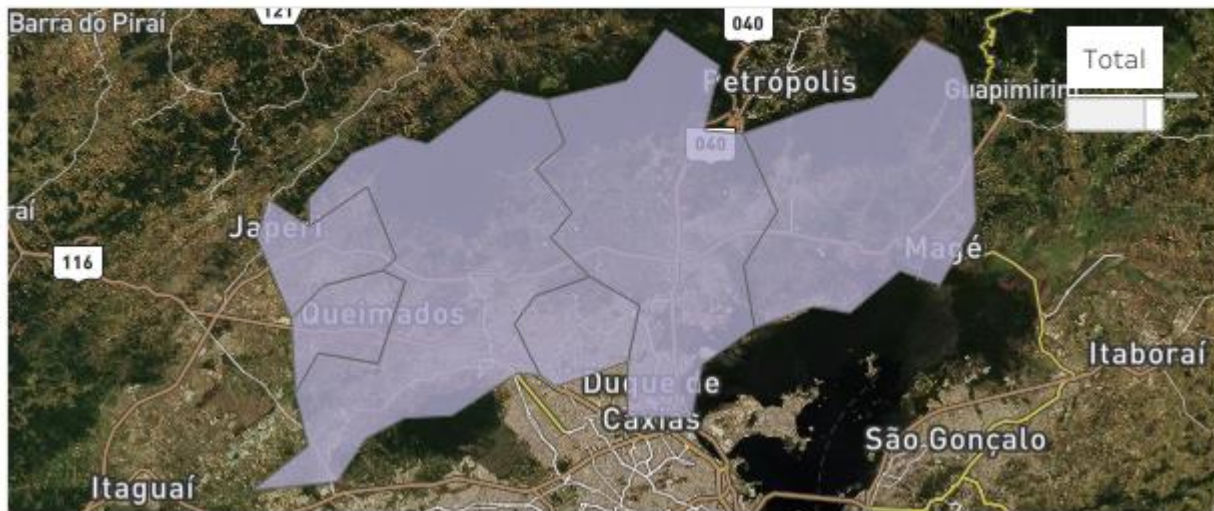 121
Barra do Piraí
040
Total
Petrópolis
Guapimirim
040
raí
Japeri
Magé
116
Queimados
Itaboraí
Duque de
Caxias
São Gonçalo
Itaguaí